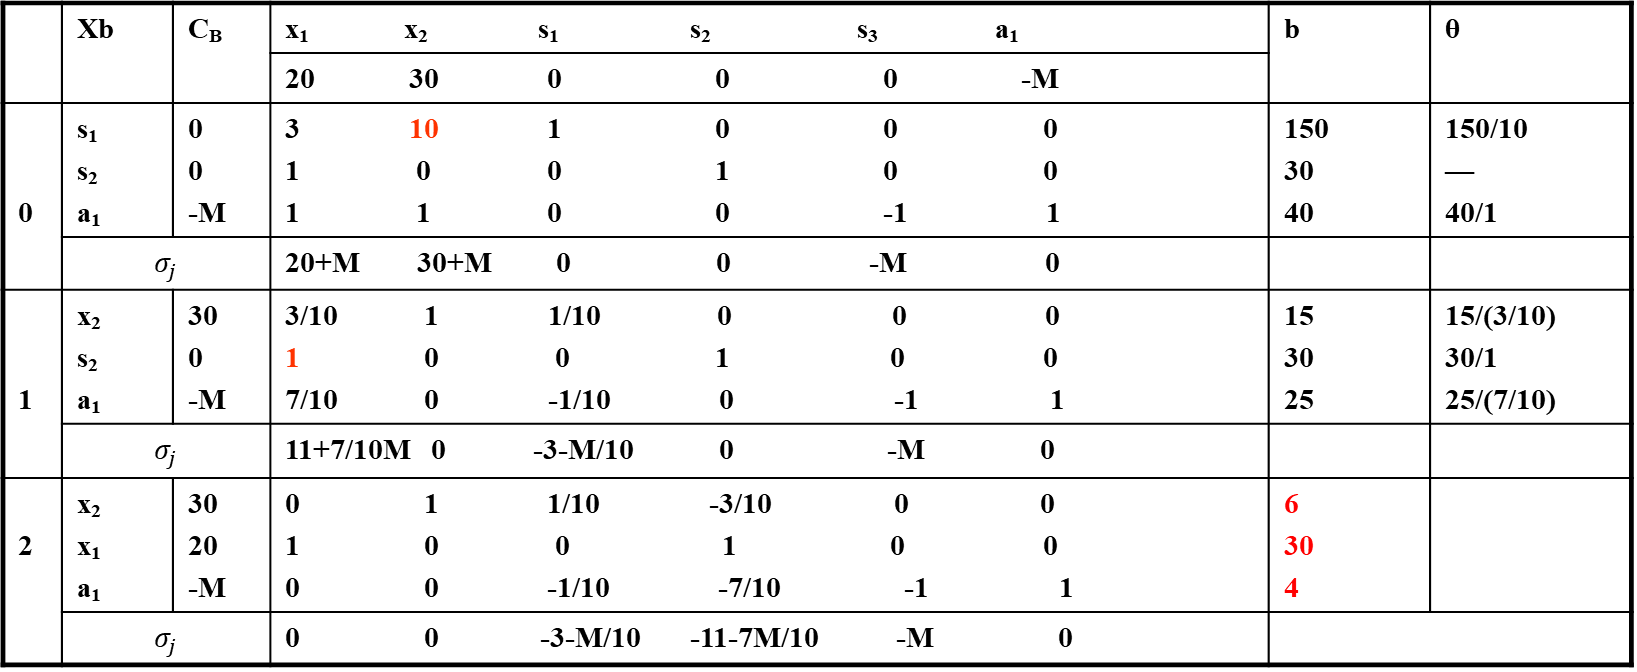 Xb C_B x₁ x₂ s₁ s₂ s₃ a₁ b θ
20 30 0 0 0 -M
s₁ 0 3 10 1 0 0 0 150 150/10
s₂ 0 1 0 0 1 0 0 30 —
0 a₁ -M 1 1 0 0 -1 1 40 40/1
σⱼ 20+M 30+M 0 0 -M 0
x₂ 30 3/10 1 1/10 0 0 0 15 15/(3/10)
s₂ 0 1 0 0 1 0 0 30 30/1
1 a₁ -M 7/10 0 -1/10 0 -1 1 25 25/(7/10)
σⱼ 11+7/10M 0 -3-M/10 0 -M 0
x₂ 30 0 1 1/10 -3/10 0 0 6
2 x₁ 20 1 0 0 1 0 0 30
a₁ -M 0 0 -1/10 -7/10 -1 1 4
σⱼ 0 0 -3-M/10 -11-7M/10 -M 0